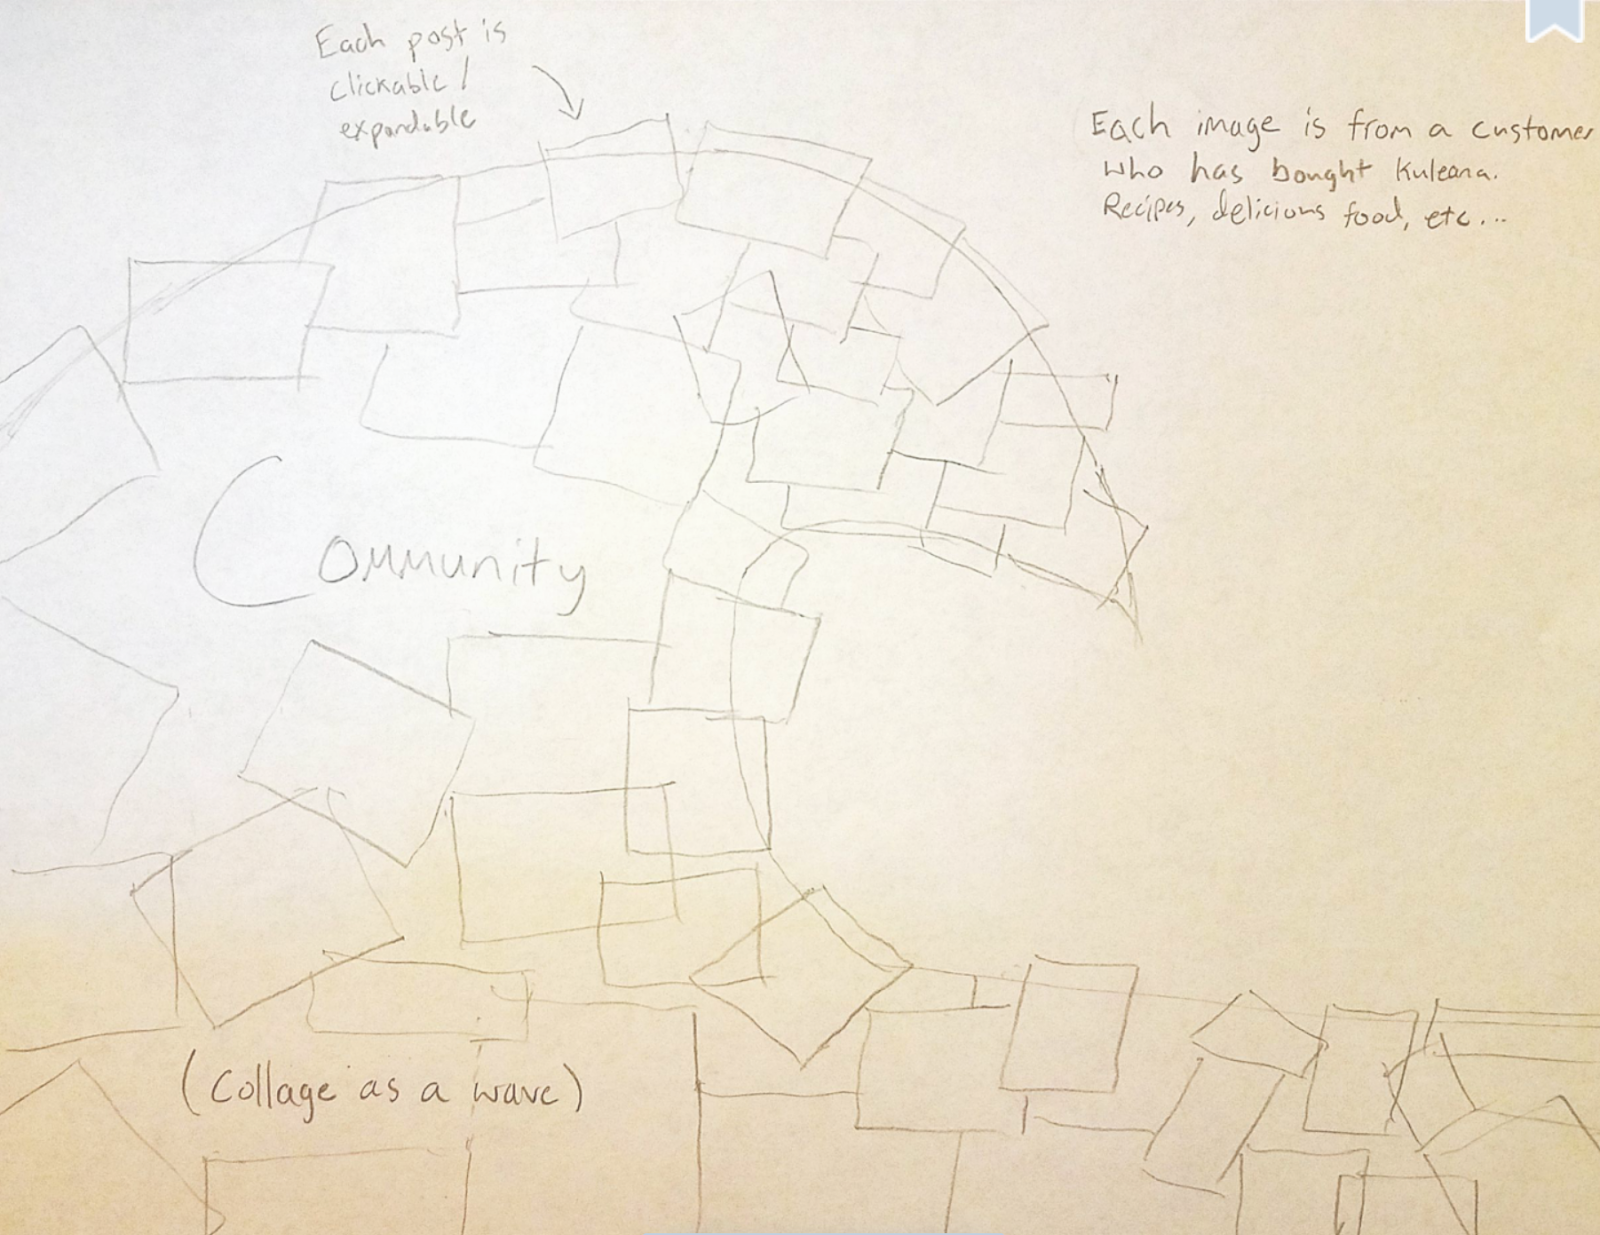 Each post is
clickable /
expandable
Each image is from a customer
who has bought Kuleana.
Recipes, delicious food, etc...
Community
(Collage as a wave)